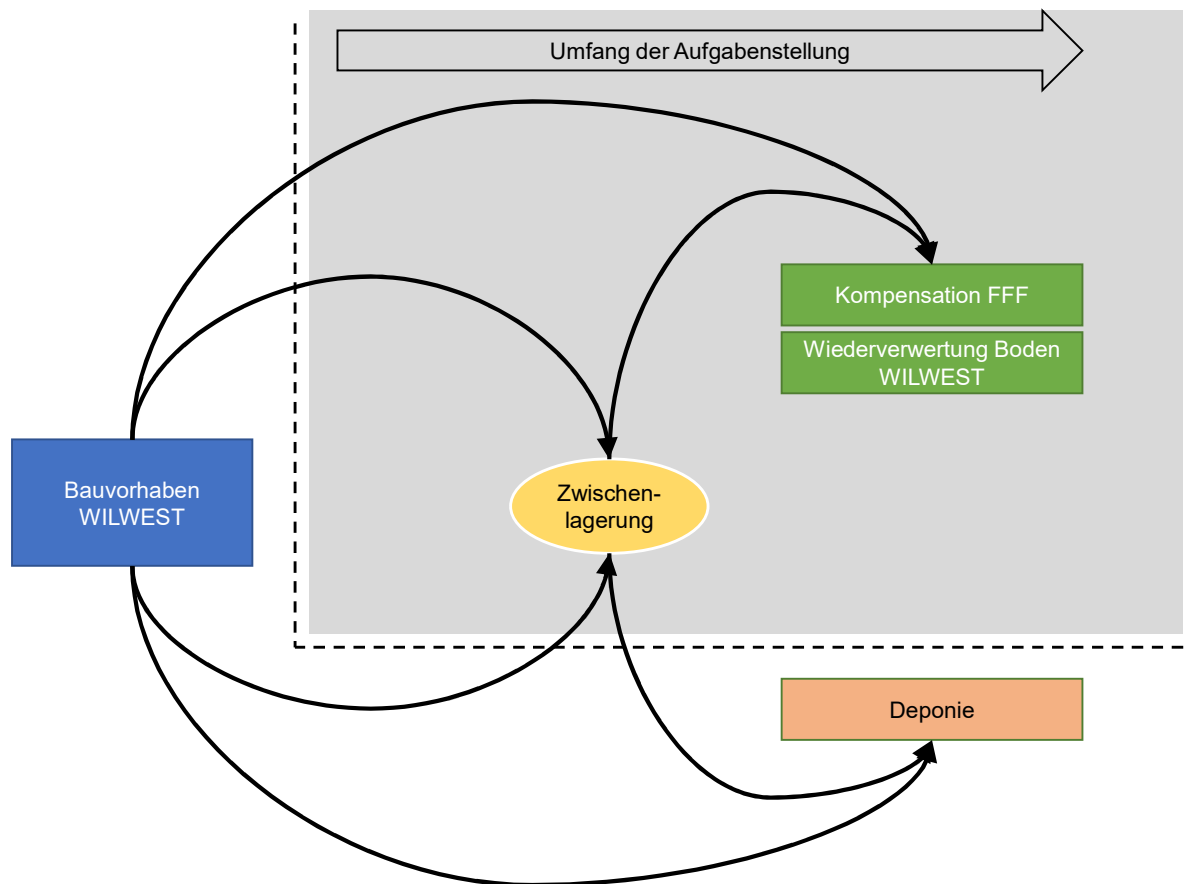 Umfang der Aufgabenstellung
Kompensation FFF
Wiederverwertung Boden
WILWEST
Bauvorhaben
WILWEST
Zwischen-
lagerung
Deponie